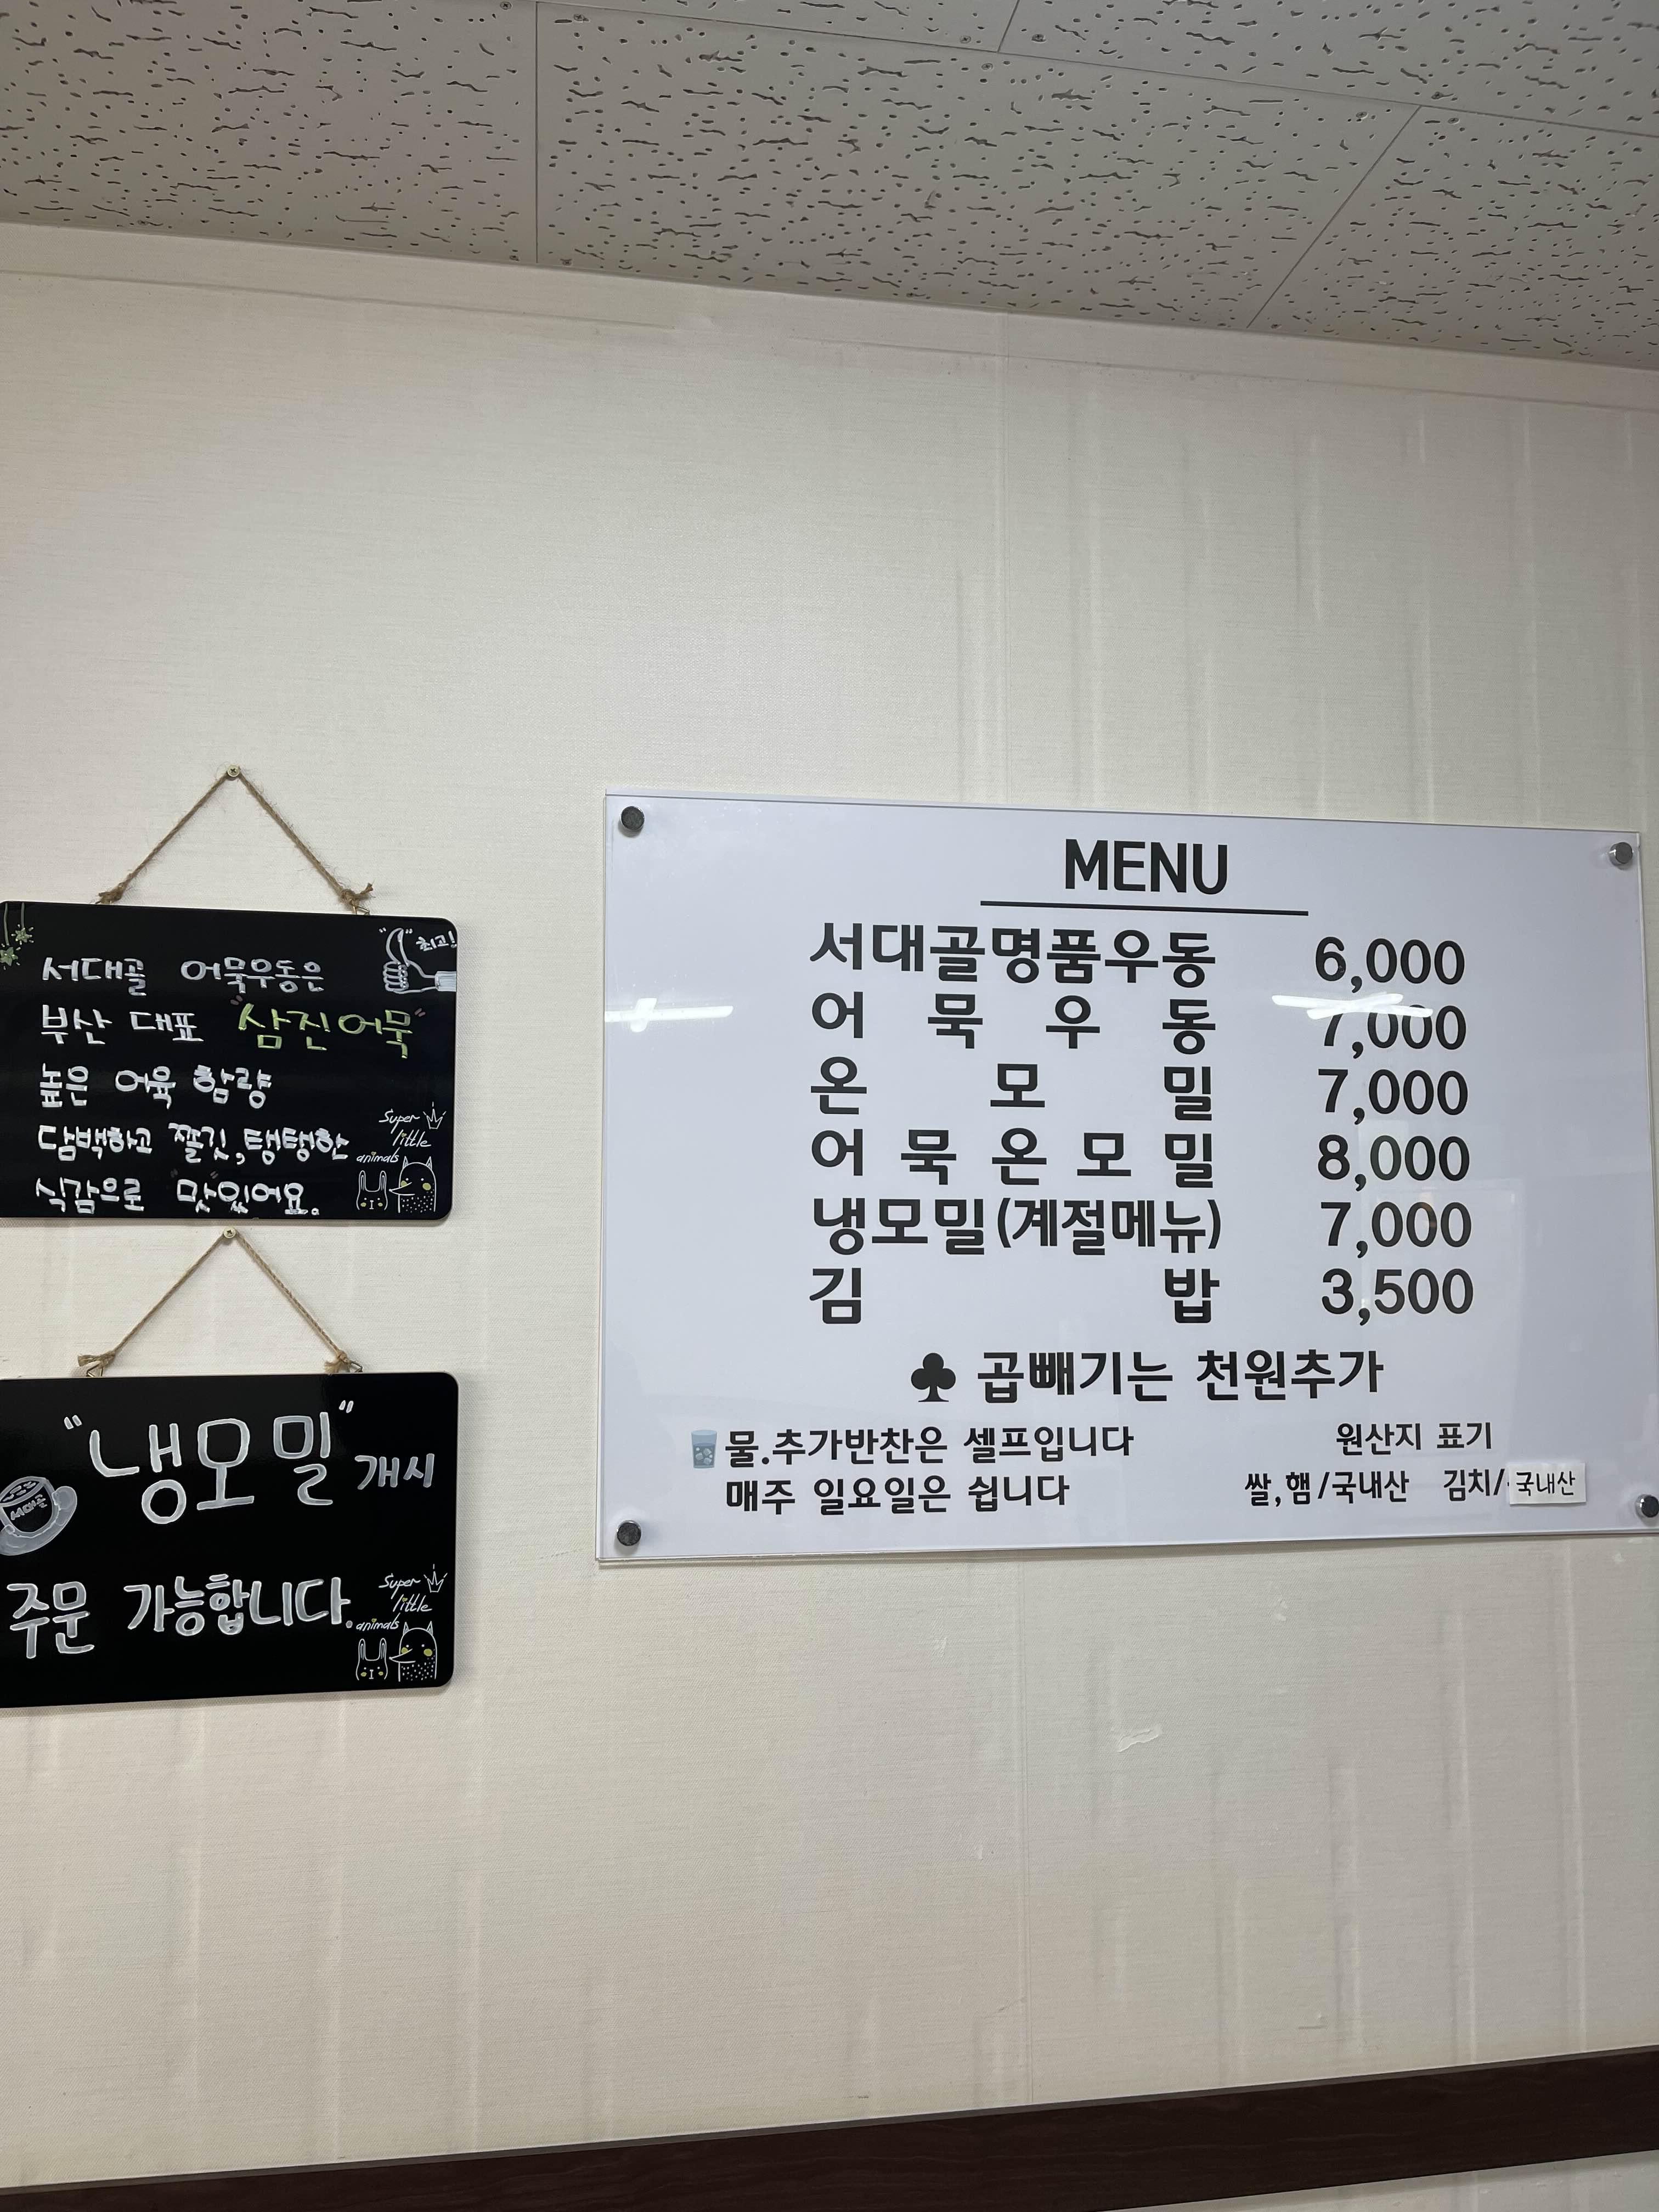 최고!
서대골 어묵우동은
부산 대표 "삼진어묵"
높은 어육 함량
담백하고 쫄깃,탱탱한
식감으로 "맛"있어요.
Super
little
animals
"냉모밀" 개시
서대골
주문 가능합니다.
Super
little
animals
MENU
서대골명품우동 6,000
어묵우동 7,000
온모밀 7,000
어묵온모밀 8,000
냉모밀(계절메뉴) 7,000
김밥 3,500
♣ 곱빼기는 천원추가
물.추가반찬은 셀프입니다
매주 일요일은 쉽니다
원산지 표기
쌀,햄/국내산 김치/국내산